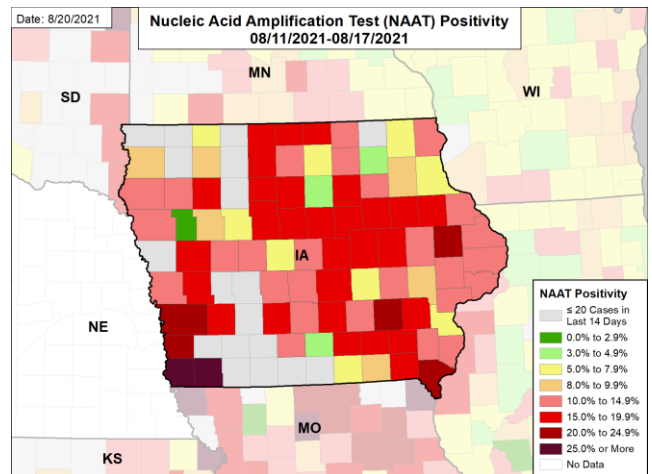 Date: 8/20/2021
Nucleic Acid Amplification Test (NAAT) Positivity
08/11/2021-08/17/2021
MN
SD
WI
IA
NE
MO
KS
NAAT Positivity
≤ 20 Cases in
Last 14 Days
0.0% to 2.9%
3.0% to 4.9%
5.0% to 7.9%
8.0% to 9.9%
10.0% to 14.9%
15.0% to 19.9%
20.0% to 24.9%
25.0% or More
No Data